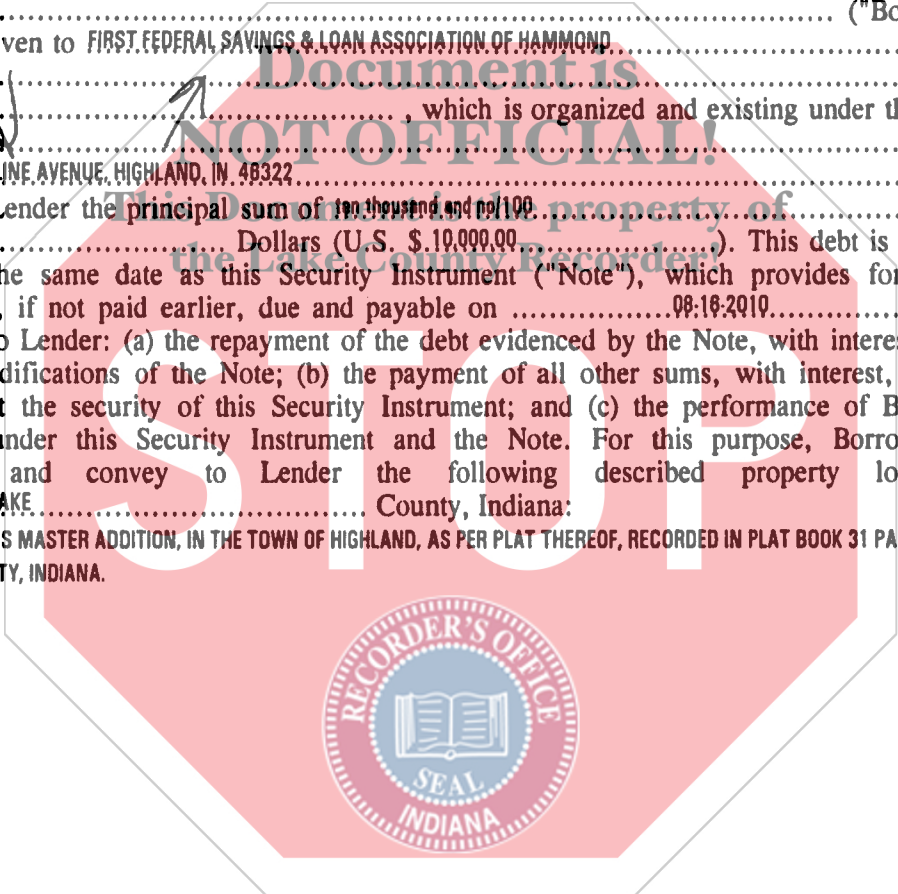 ("Bo
ven to FIRST FEDERAL SAVINGS & LOAN ASSOCIATION OF HAMMOND
Document is
, which is organized and existing under th
NOT OFFICIAL!
INE AVENUE, HIGHLAND, IN 46322
ender the principal sum of ten thousand and no/100
This Document is the property of
Dollars (U.S. $ 10,000.00 ). This debt is
the Lake County Recorder!
he same date as this Security Instrument ("Note"), which provides for
, if not paid earlier, due and payable on 08-16-2010
o Lender: (a) the repayment of the debt evidenced by the Note, with interes
difications of the Note; (b) the payment of all other sums, with interest,
t the security of this Security Instrument; and (c) the performance of B
under this Security Instrument and the Note. For this purpose, Borro
and convey to Lender the following described property lo
STOP
AKE County, Indiana:
S MASTER ADDITION, IN THE TOWN OF HIGHLAND, AS PER PLAT THEREOF, RECORDED IN PLAT BOOK 31 PA
TY, INDIANA.
RECORDER'S OFFICE
SEAL
INDIANA